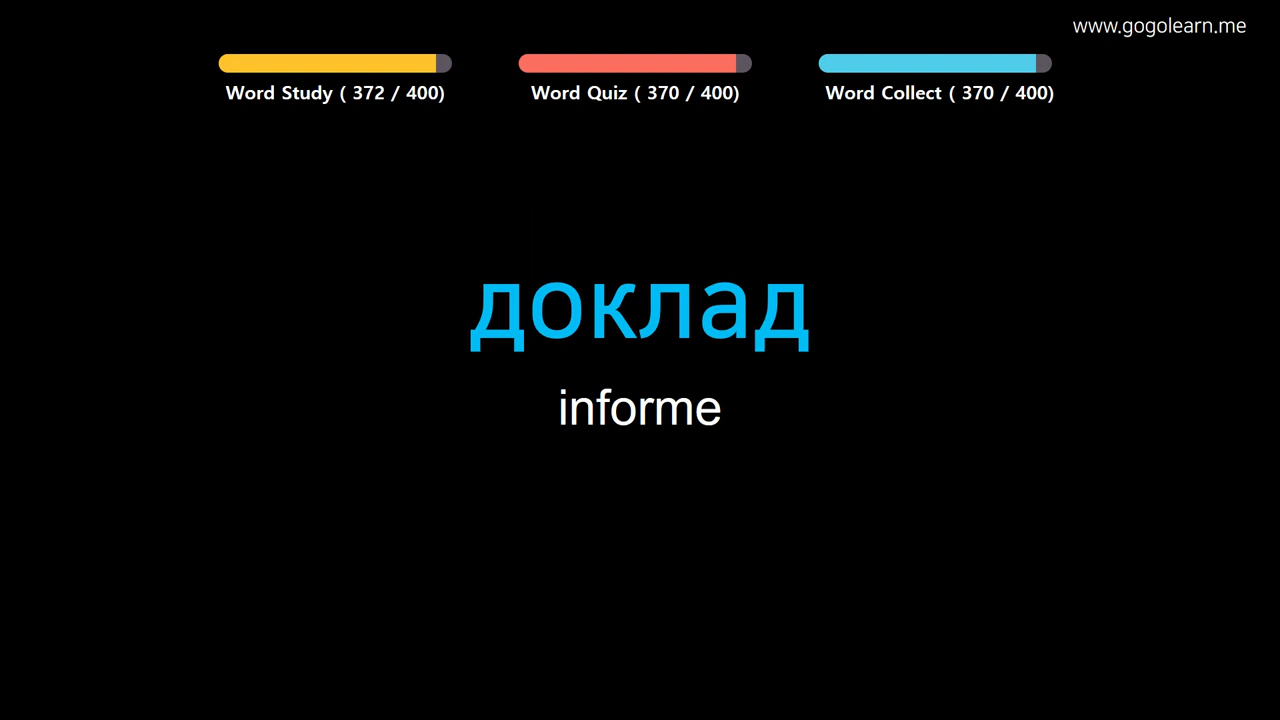 www.gogolearn.me
Word Study ( 372 / 400)
Word Quiz ( 370 / 400)
Word Collect ( 370 / 400)
доклад
informe